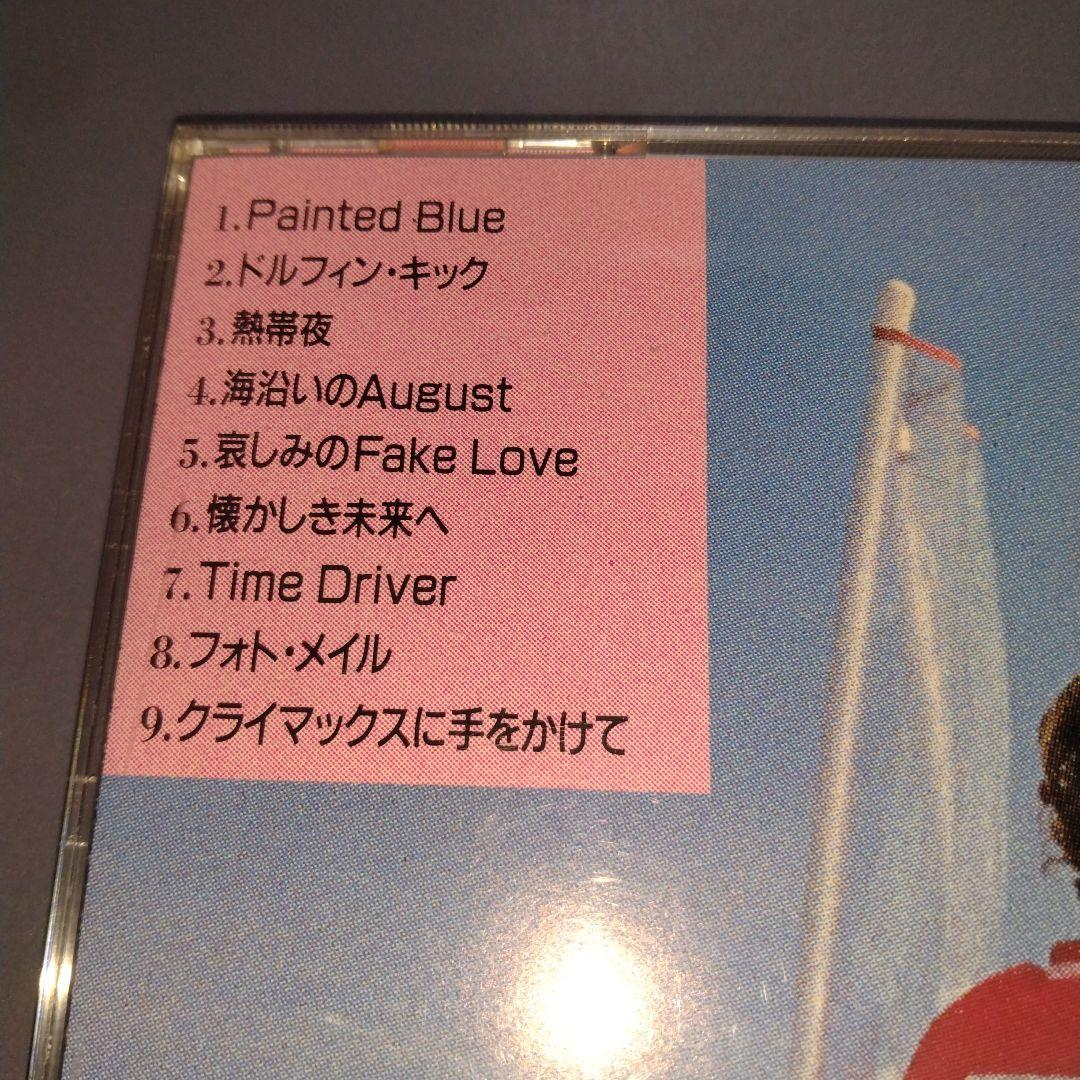 1.Painted Blue
2.ドルフィン・キック
3.熱帯夜
4.海沿いのAugust
5.哀しみのFake Love
6.懐かしき未来へ
7.Time Driver
8.フォト・メイル
9.クライマックスに手をかけて